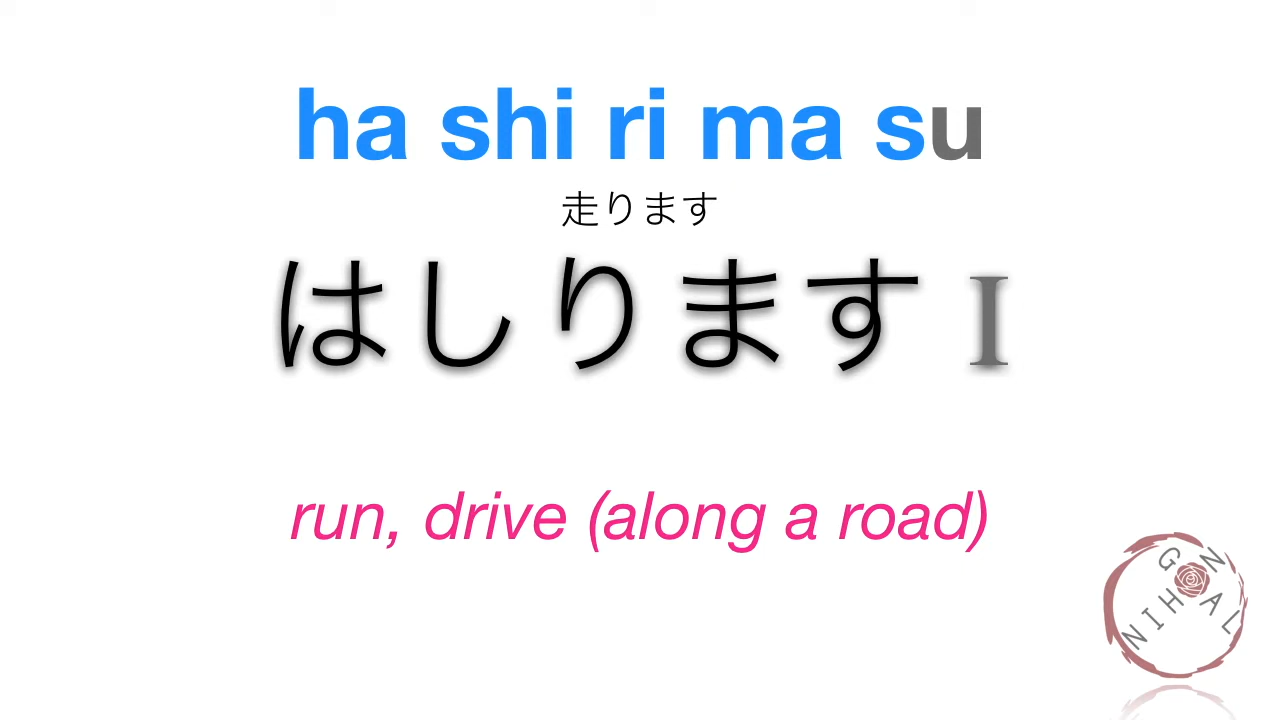 ha shi ri ma su
走ります
はしります I
run, drive (along a road)
NIHON
GONAL